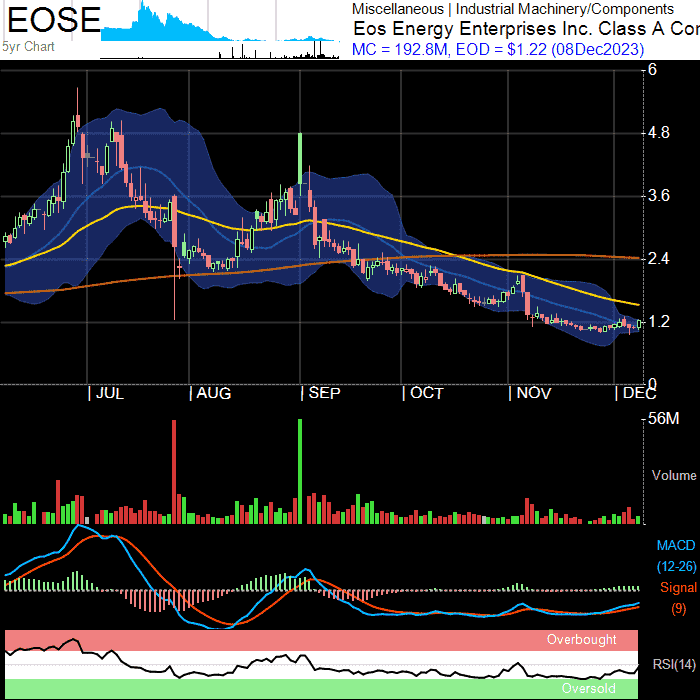 EOSE
5yr Chart
Miscellaneous | Industrial Machinery/Components
Eos Energy Enterprises Inc. Class A Cor
MC = 192.8M, EOD = $1.22 (08Dec2023)
6
4.8
3.6
2.4
1.2
0
| JUL | AUG | SEP | OCT | NOV | DEC
56M
Volume
MACD
(12-26)
Signal
(9)
Overbought
RSI(14)
Oversold